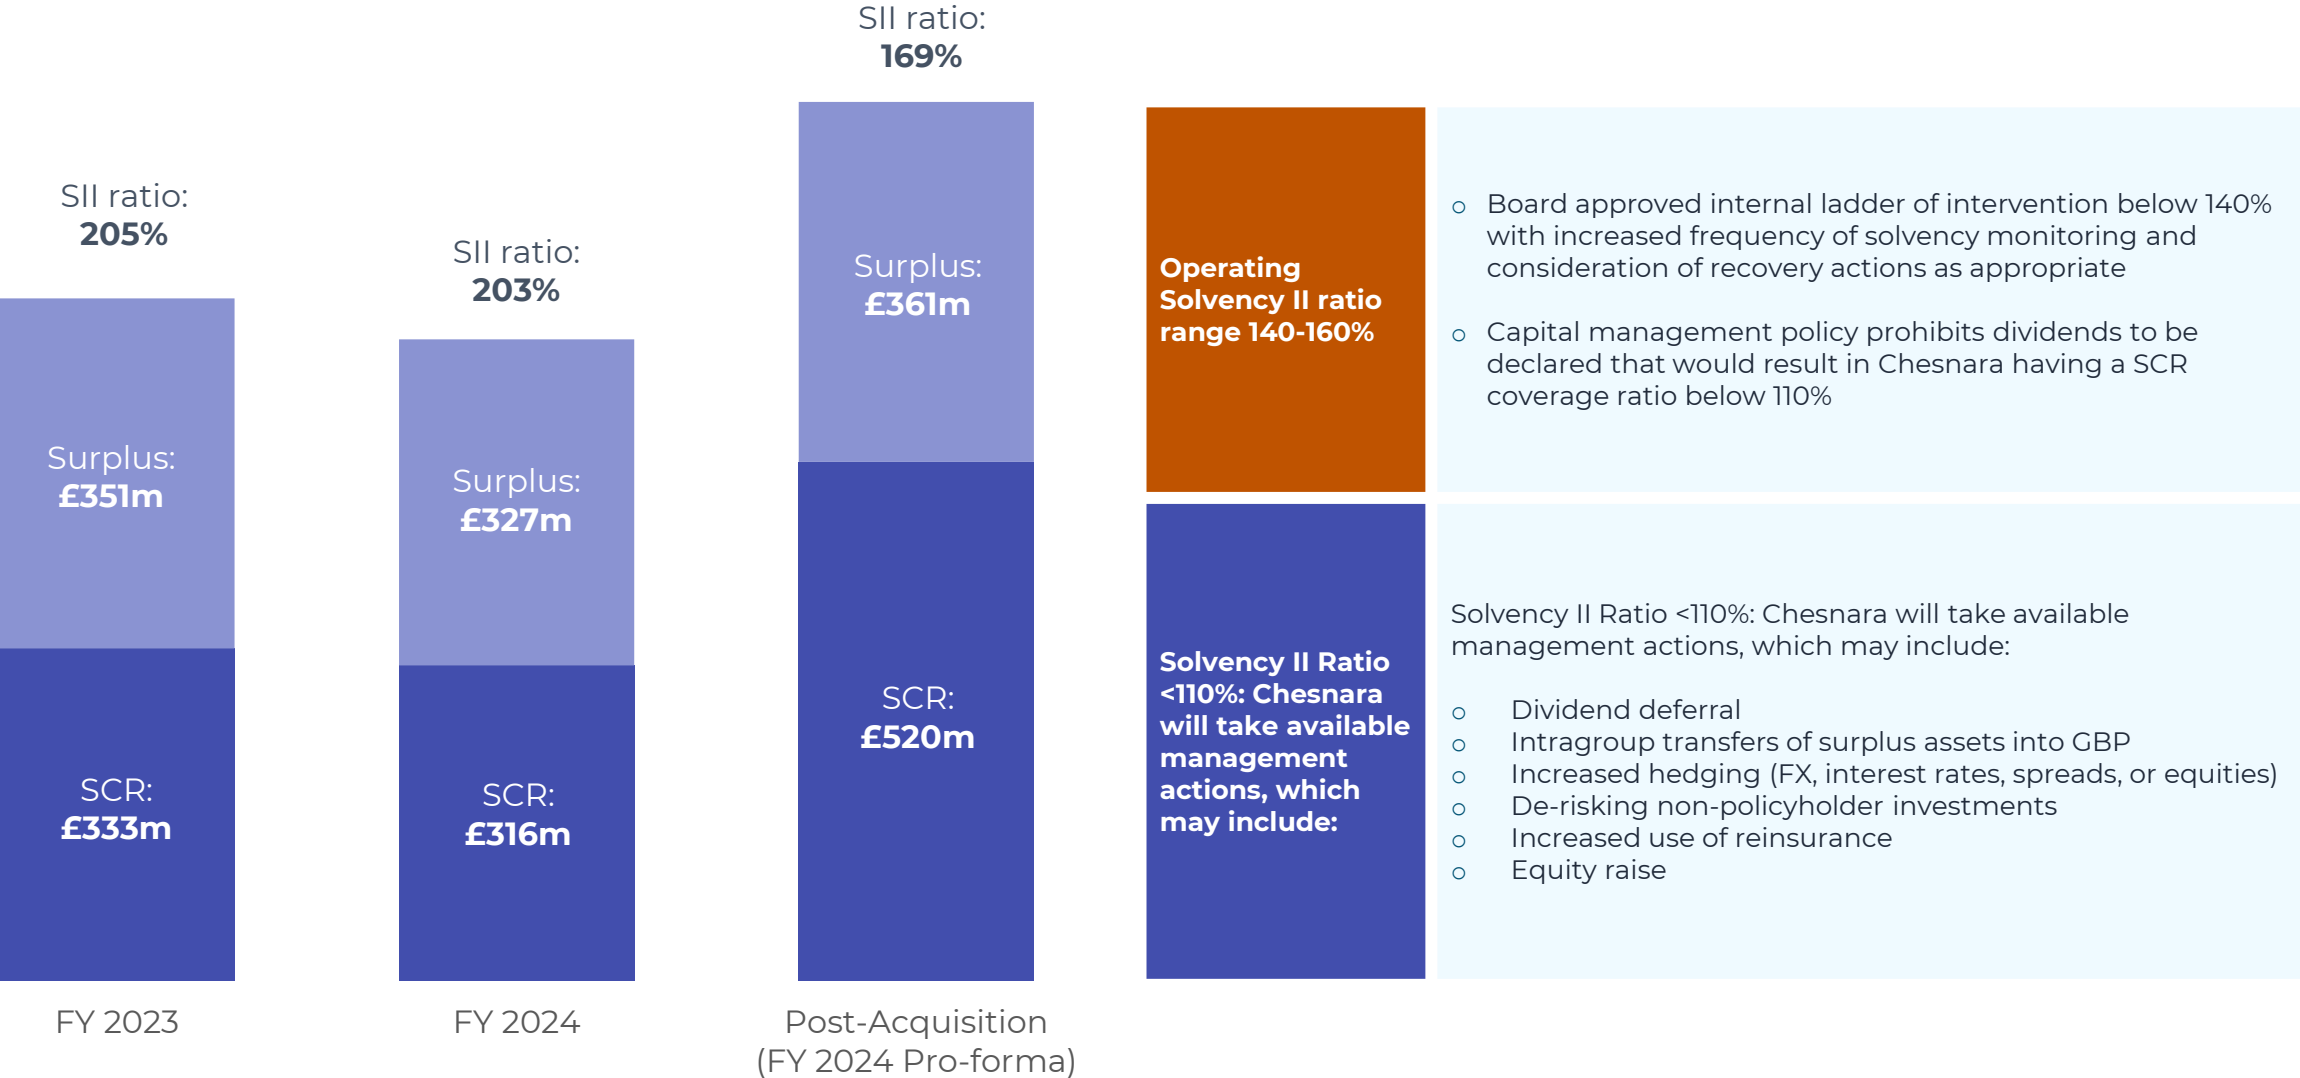 SII ratio:
205%
Surplus:
£351m
SCR:
£333m
FY 2023
SII ratio:
203%
Surplus:
£327m
SCR:
£316m
FY 2024
SII ratio:
169%
Surplus:
£361m
SCR:
£520m
Post-Acquisition
(FY 2024 Pro-forma)
Operating
Solvency II ratio
range 140-160%
o Board approved internal ladder of intervention below 140%
with increased frequency of solvency monitoring and
consideration of recovery actions as appropriate
o Capital management policy prohibits dividends to be
declared that would result in Chesnara having a SCR
coverage ratio below 110%
Solvency II Ratio
<110%: Chesnara
will take available
management
actions, which
may include:
Solvency II Ratio <110%: Chesnara will take available
management actions, which may include:
o Dividend deferral
o Intragroup transfers of surplus assets into GBP
o Increased hedging (FX, interest rates, spreads, or equities)
o De-risking non-policyholder investments
o Increased use of reinsurance
o Equity raise